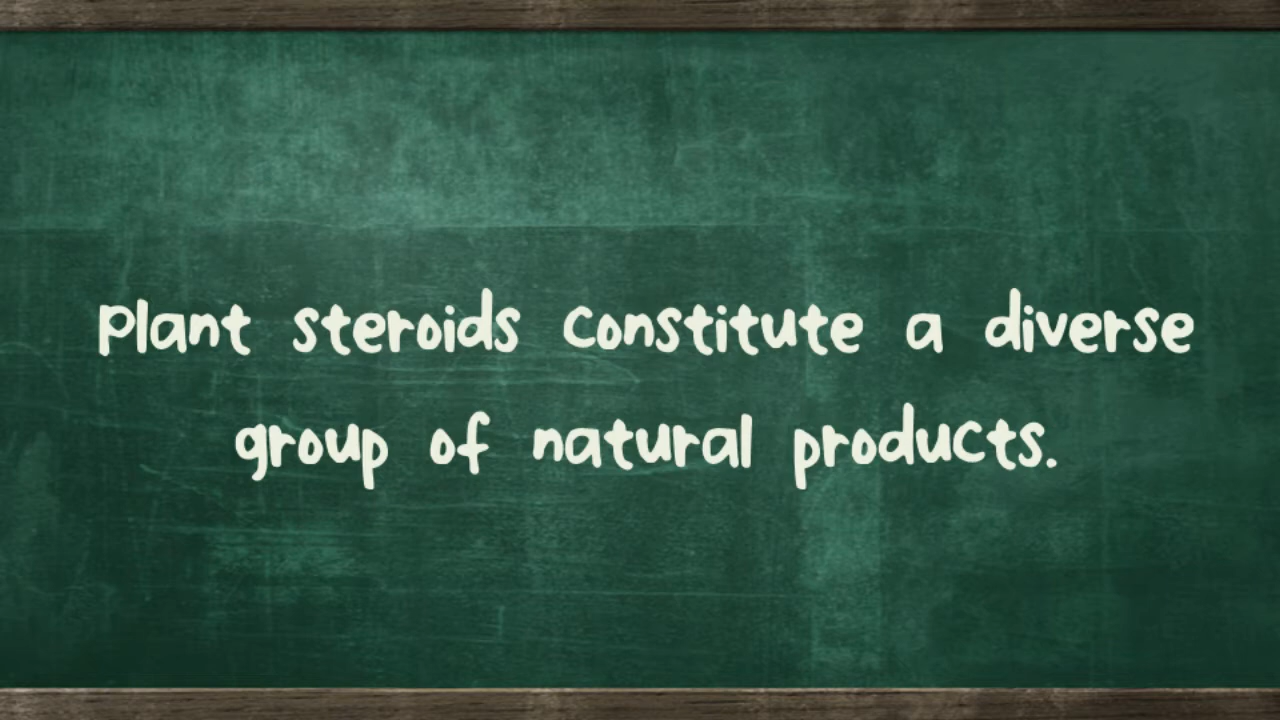 Plant steroids constitute a diverse
group of natural products.